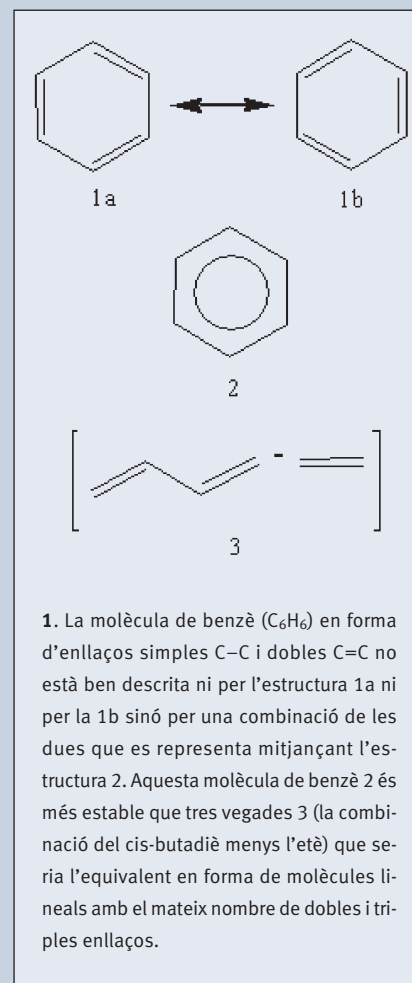 1a 1b
2
3
1. La molècula de benzè (C₆H₆) en forma
d'enllaços simples C–C i dobles C=C no
està ben descrita ni per l'estructura 1a ni
per la 1b sinó per una combinació de les
dues que es representa mitjançant l'es-
tructura 2. Aquesta molècula de benzè 2 és
més estable que tres vegades 3 (la combi-
nació del cis-butadiè menys l'etè) que se-
ria l'equivalent en forma de molècules li-
neals amb el mateix nombre de dobles i tri-
ples enllaços.